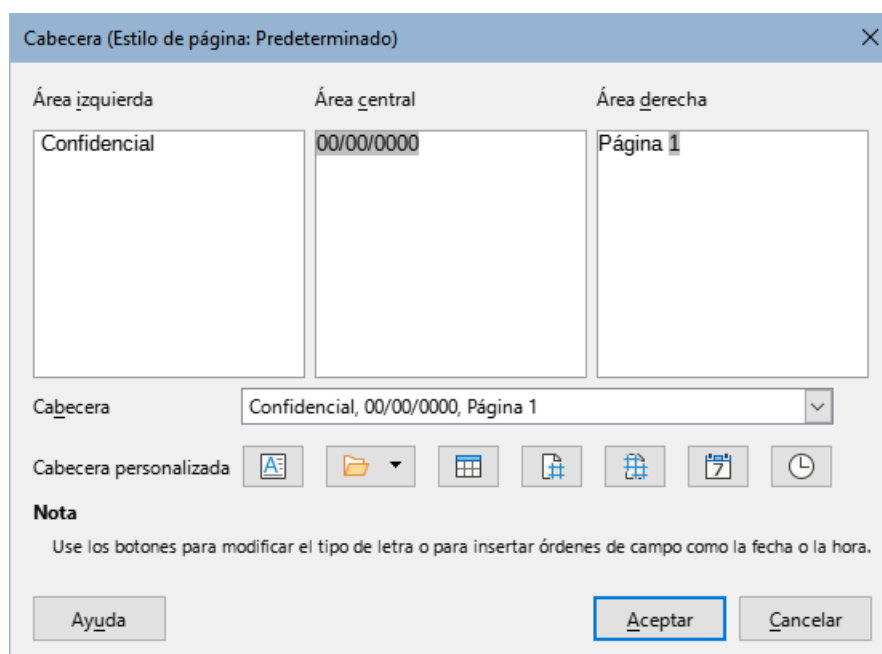 Cabecera (Estilo de página: Predeterminado)
Área izquierda
Área central
Área derecha
Confidencial
00/00/0000
Página 1
Cabecera
Confidencial, 00/00/0000, Página 1
Cabecera personalizada
A
7
Nota
Use los botones para modificar el tipo de letra o para insertar órdenes de campo como la fecha o la hora.
Ayuda
Aceptar
Cancelar